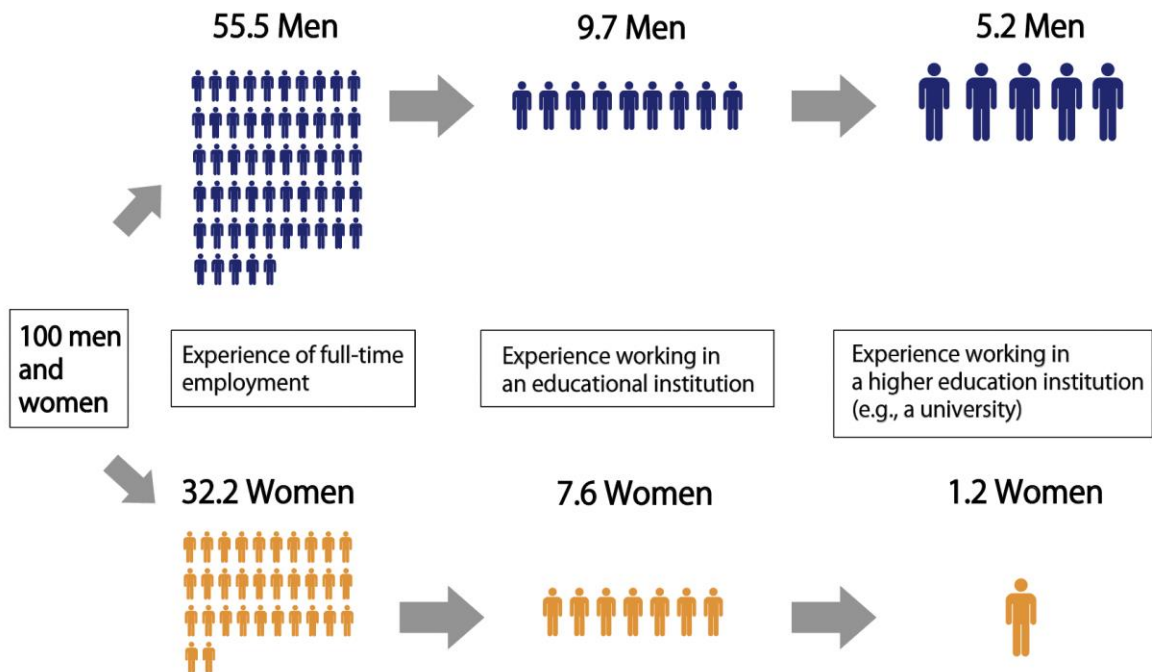 55.5 Men
9.7 Men
5.2 Men
100 men
and
women
Experience of full-time
employment
Experience working in
an educational institution
Experience working in
a higher education institution
(e.g., a university)
32.2 Women
7.6 Women
1.2 Women